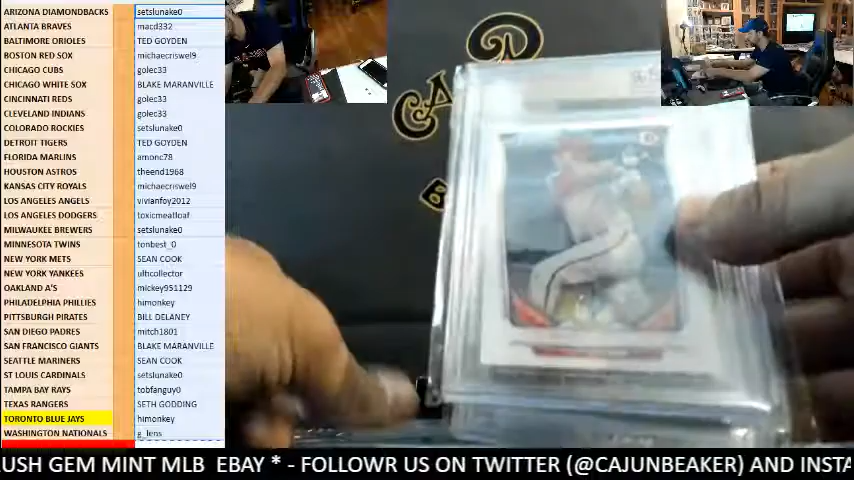 ARIZONA DIAMONDBACKS setslunake0
ATLANTA BRAVES macd332
BALTIMORE ORIOLES TED GOYDEN
BOSTON RED SOX michaecriswel9
CHICAGO CUBS golec33
CHICAGO WHITE SOX BLAKE MARANVILLE
CINCINNATI REDS golec33
CLEVELAND INDIANS golec33
COLORADO ROCKIES setslunake0
DETROIT TIGERS TED GOYDEN
FLORIDA MARLINS amonc78
HOUSTON ASTROS theend1968
KANSAS CITY ROYALS michaecriswel9
LOS ANGELES ANGELS vivianfoy2012
LOS ANGELES DODGERS toxicmeatloaf
MILWAUKEE BREWERS setslunake0
MINNESOTA TWINS tonbest_0
NEW YORK METS SEAN COOK
NEW YORK YANKEES ulticollector
OAKLAND A'S mickey951129
PHILADELPHIA PHILLIES himonkey
PITTSBURGH PIRATES BILL DELANEY
SAN DIEGO PADRES mitch1801
SAN FRANCISCO GIANTS BLAKE MARANVILLE
SEATTLE MARINERS SEAN COOK
ST LOUIS CARDINALS setslunake0
TAMPA BAY RAYS tobfanguy0
TEXAS RANGERS SETH GODDING
TORONTO BLUE JAYS himonkey
WASHINGTON NATIONALS g_lens
RUSH GEM MINT MLB EBAY * - FOLLOWR US ON TWITTER (@CAJUNBEAKER) AND INSTA